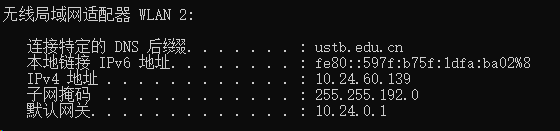 无线局域网适配器 WLAN 2:
连接特定的 DNS 后缀. . . . . . . : ustb.edu.cn
本地链接 IPv6 地址. . . . . . . . : fe80::597f:b75f:1dfa:ba02%8
IPv4 地址 . . . . . . . . . . . . : 10.24.60.139
子网掩码 . . . . . . . . . . . . : 255.255.192.0
默认网关. . . . . . . . . . . . . : 10.24.0.1